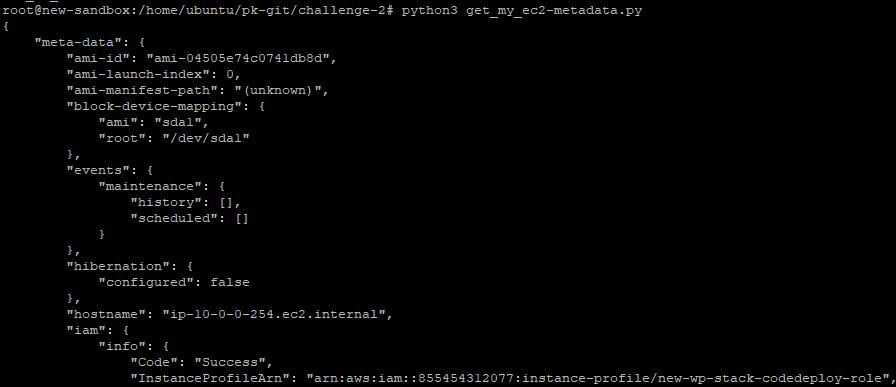 root@new-sandbox:/home/ubuntu/pk-git/challenge-2# python3 get_my_ec2-metadata.py
{
    "meta-data": {
        "ami-id": "ami-04505e74c0741db8d",
        "ami-launch-index": 0,
        "ami-manifest-path": "(unknown)",
        "block-device-mapping": {
            "ami": "sda1",
            "root": "/dev/sda1"
        },
        "events": {
            "maintenance": {
                "history": [],
                "scheduled": []
            }
        },
        "hibernation": {
            "configured": false
        },
        "hostname": "ip-10-0-0-254.ec2.internal",
        "iam": {
            "info": {
                "Code": "Success",
                "InstanceProfileArn": "arn:aws:iam::855454312077:instance-profile/new-wp-stack-codedeploy-role",